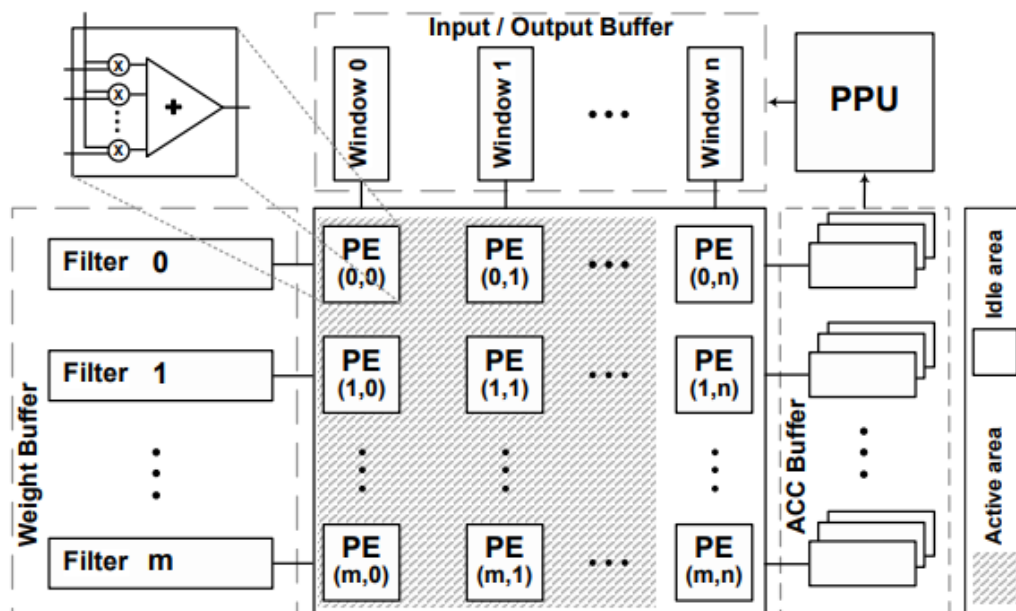 Input / Output Buffer
Window 0
Window 1
...
Window n
PPU
X
X
X
+
Weight Buffer
Filter 0
Filter 1
Filter m
PE
(0,0)
PE
(0,1)
...
PE
(0,n)
PE
(1,0)
PE
(1,1)
...
PE
(1,n)
PE
(m,0)
PE
(m,1)
...
PE
(m,n)
ACC Buffer
Idle area
Active area